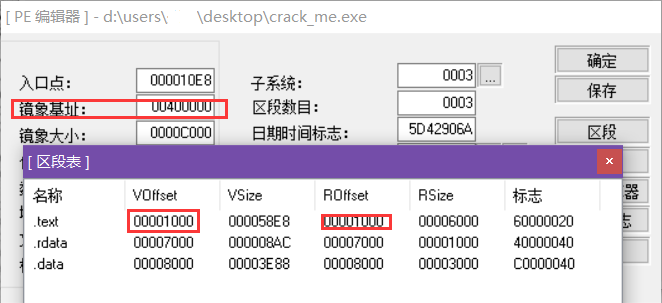 [ PE 编辑器 ] - d:\users\ \desktop\crack_me.exe
入口点: 000010E8 子系统: 0003 ... 确定
镜象基址: 00400000 区段数目: 0003 保存
镜象大小: 0000C000 日期时间标志: 5D42906A 区段
[ 区段表 ]
名称 VOffset VSize ROffset RSize 标志
.text 00001000 000058E8 00001000 00006000 60000020
.rdata 00007000 000008AC 00007000 00001000 40000040
.data 00008000 00003E88 00008000 00003000 C0000040